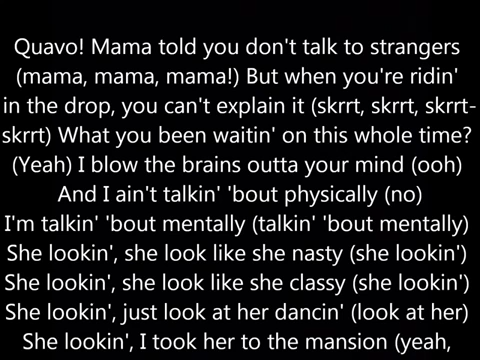 Quavo! Mama told you don't talk to strangers
(mama, mama, mama!) But when you're ridin'
in the drop, you can't explain it (skrrt, skrrt, skrrt-
skrrt) What you been waitin' on this whole time?
(Yeah) I blow the brains outta your mind (ooh)
And I ain't talkin' 'bout physically (no)
I'm talkin' 'bout mentally (talkin' 'bout mentally)
She lookin', she look like she nasty (she lookin')
She lookin', she look like she classy (she lookin')
She lookin', just look at her dancin' (look at her)
She lookin', I took her to the mansion (yeah,